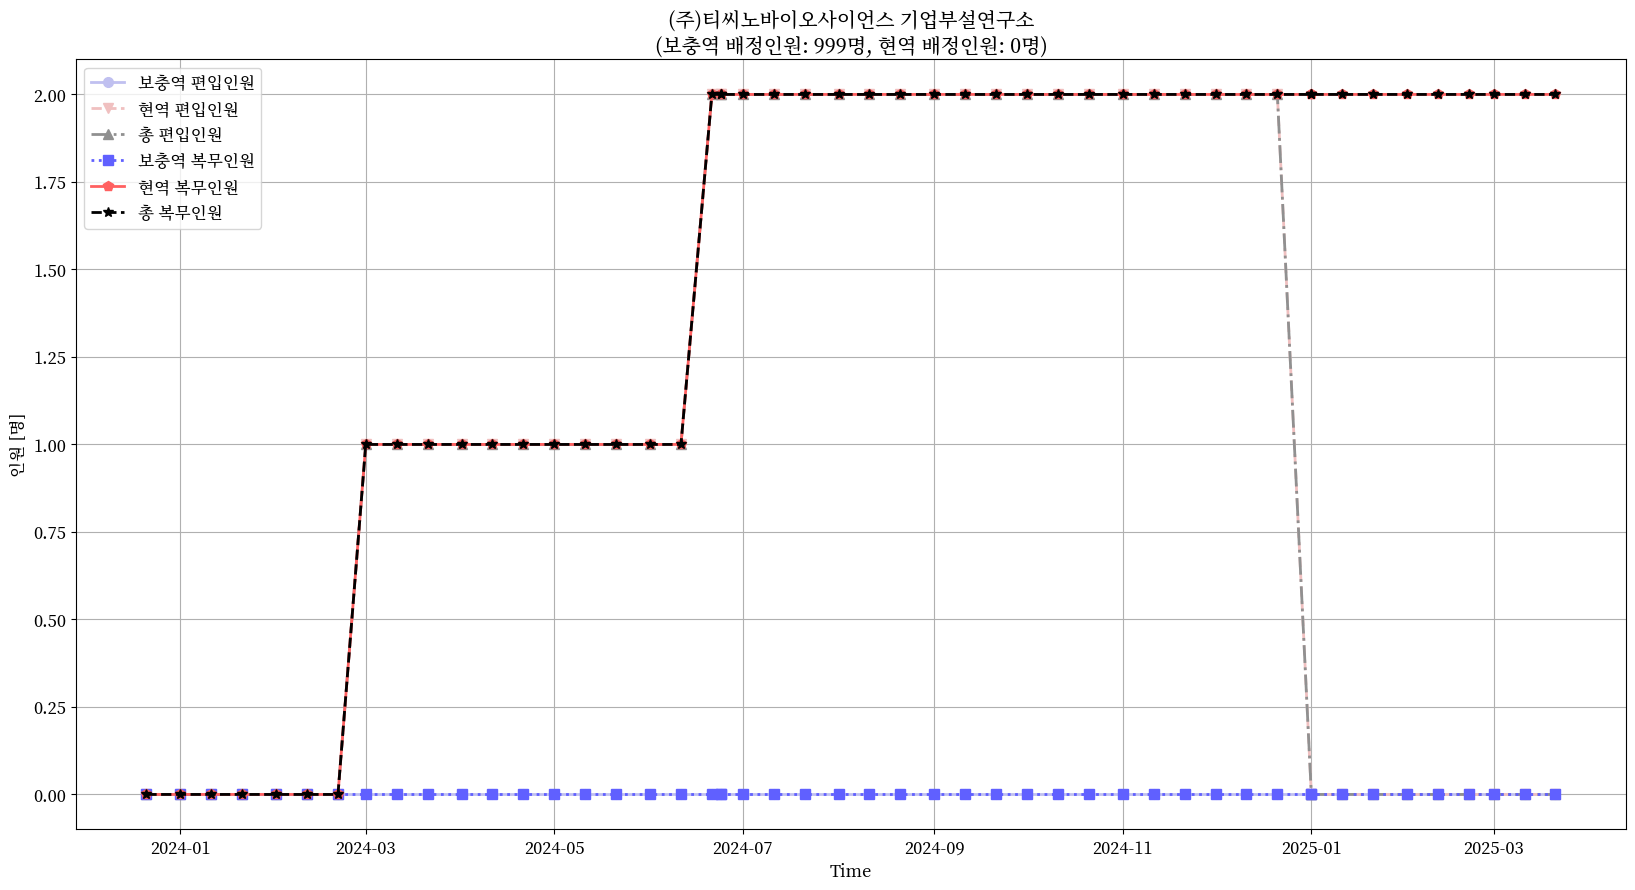 (주)티씨노바이오사이언스 기업부설연구소
(보충역 배정인원: 999명, 현역 배정인원: 0명)
보충역 편입인원
현역 편입인원
총 편입인원
보충역 복무인원
현역 복무인원
총 복무인원
2.00
1.75
1.50
1.25
1.00
0.75
0.50
0.25
0.00
인원 [명]
2024-01 2024-03 2024-05 2024-07 2024-09 2024-11 2025-01 2025-03
Time